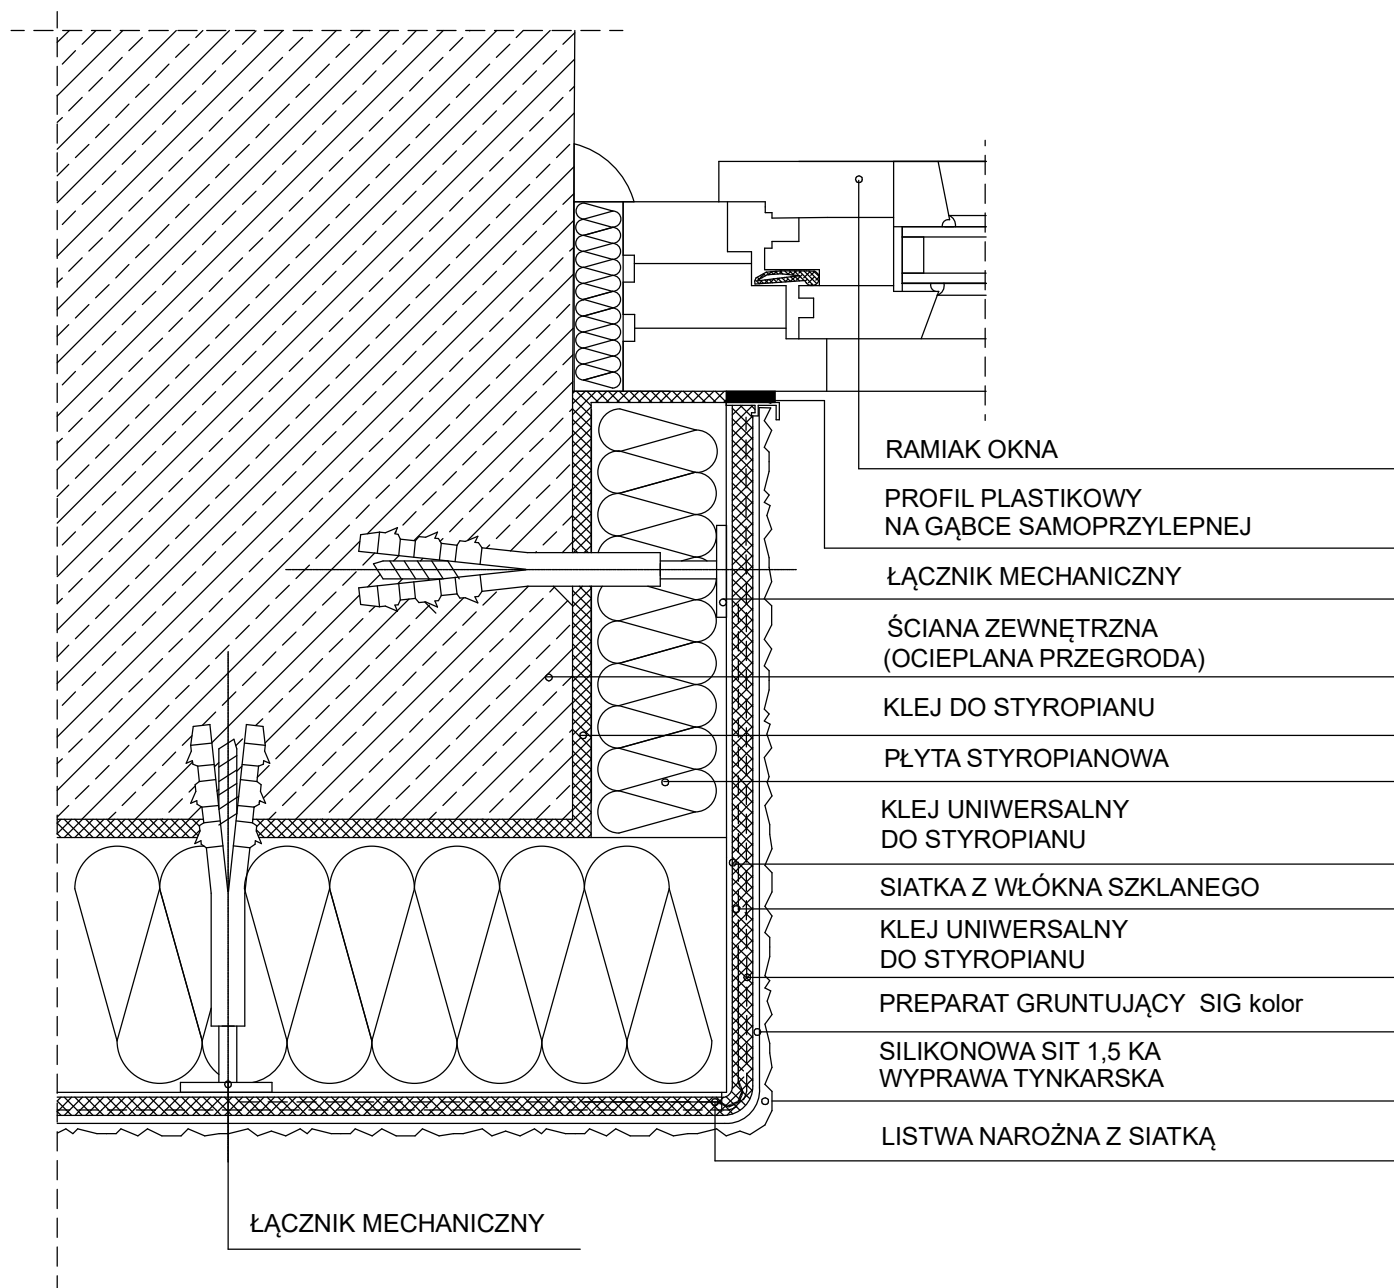 RAMIAK OKNA
PROFIL PLASTIKOWY
NA GĄBCE SAMOPRZYLEPNEJ
ŁĄCZNIK MECHANICZNY
ŚCIANA ZEWNĘTRZNA
(OCIEPLANA PRZEGRODA)
KLEJ DO STYROPIANU
PŁYTA STYROPIANOWA
KLEJ UNIWERSALNY
DO STYROPIANU
SIATKA Z WŁÓKNA SZKLANEGO
KLEJ UNIWERSALNY
DO STYROPIANU
PREPARAT GRUNTUJĄCY SIG kolor
SILIKONOWA SIT 1,5 KA
WYPRAWA TYNKARSKA
LISTWA NAROŻNA Z SIATKĄ
ŁĄCZNIK MECHANICZNY